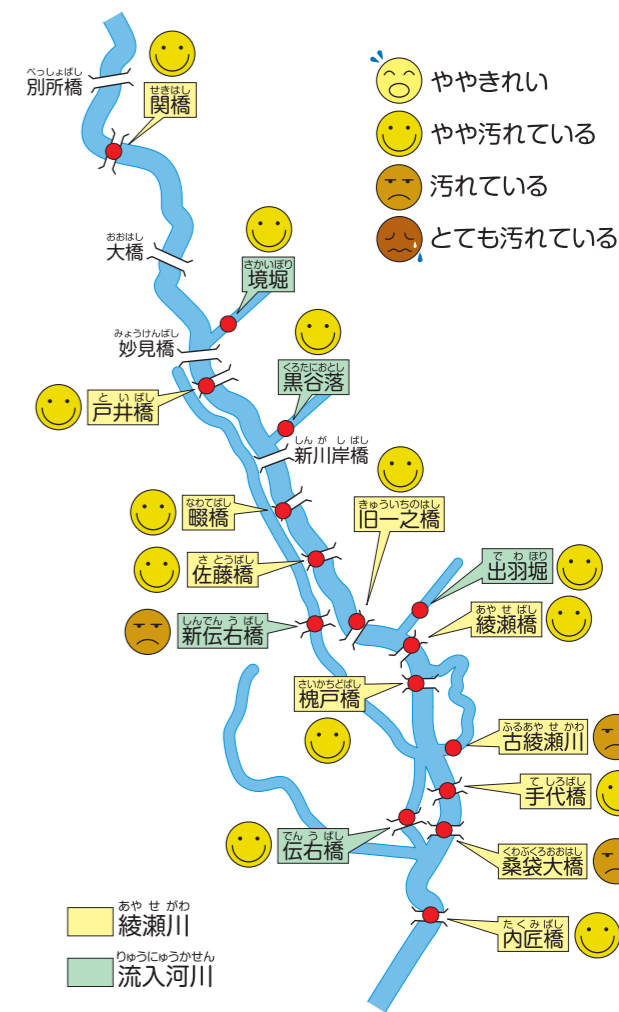 べっしょばし
別所橋
せきはし
関橋
ややきれい
やや汚れている
汚れている
とても汚れている
おおはし
大橋
さかいぼり
境堀
みょうけんばし
妙見橋
くろたにおとし
黒谷落
といばし
戸井橋
しんがしばし
新川岸橋
なわてばし
畷橋
きゅういちのはし
旧一之橋
さとうばし
佐藤橋
でわほり
出羽堀
しんでんうばし
新伝右橋
あやせばし
綾瀬橋
さいかちどばし
槐戸橋
ふるあやせかわ
古綾瀬川
てしろばし
手代橋
でんうばし
伝右橋
くわぶくろおおはし
桑袋大橋
あやせがわ
綾瀬川
たくみばし
内匠橋
りゅうにゅうかせん
流入河川